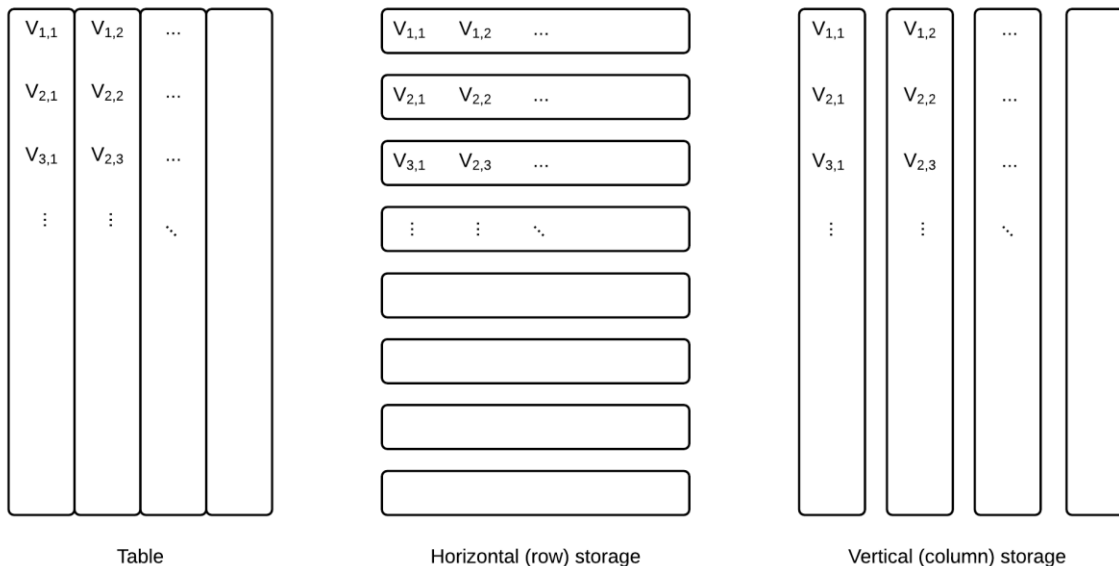 V1,1 V1,2 ...
V2,1 V2,2 ...
V3,1 V2,3 ...
⋮ ⋮ ⋱
Table
V1,1 V1,2 ...
V2,1 V2,2 ...
V3,1 V2,3 ...
⋮ ⋮ ⋱
Horizontal (row) storage
V1,1 V1,2 ...
V2,1 V2,2 ...
V3,1 V2,3 ...
⋮ ⋮ ⋱
Vertical (column) storage